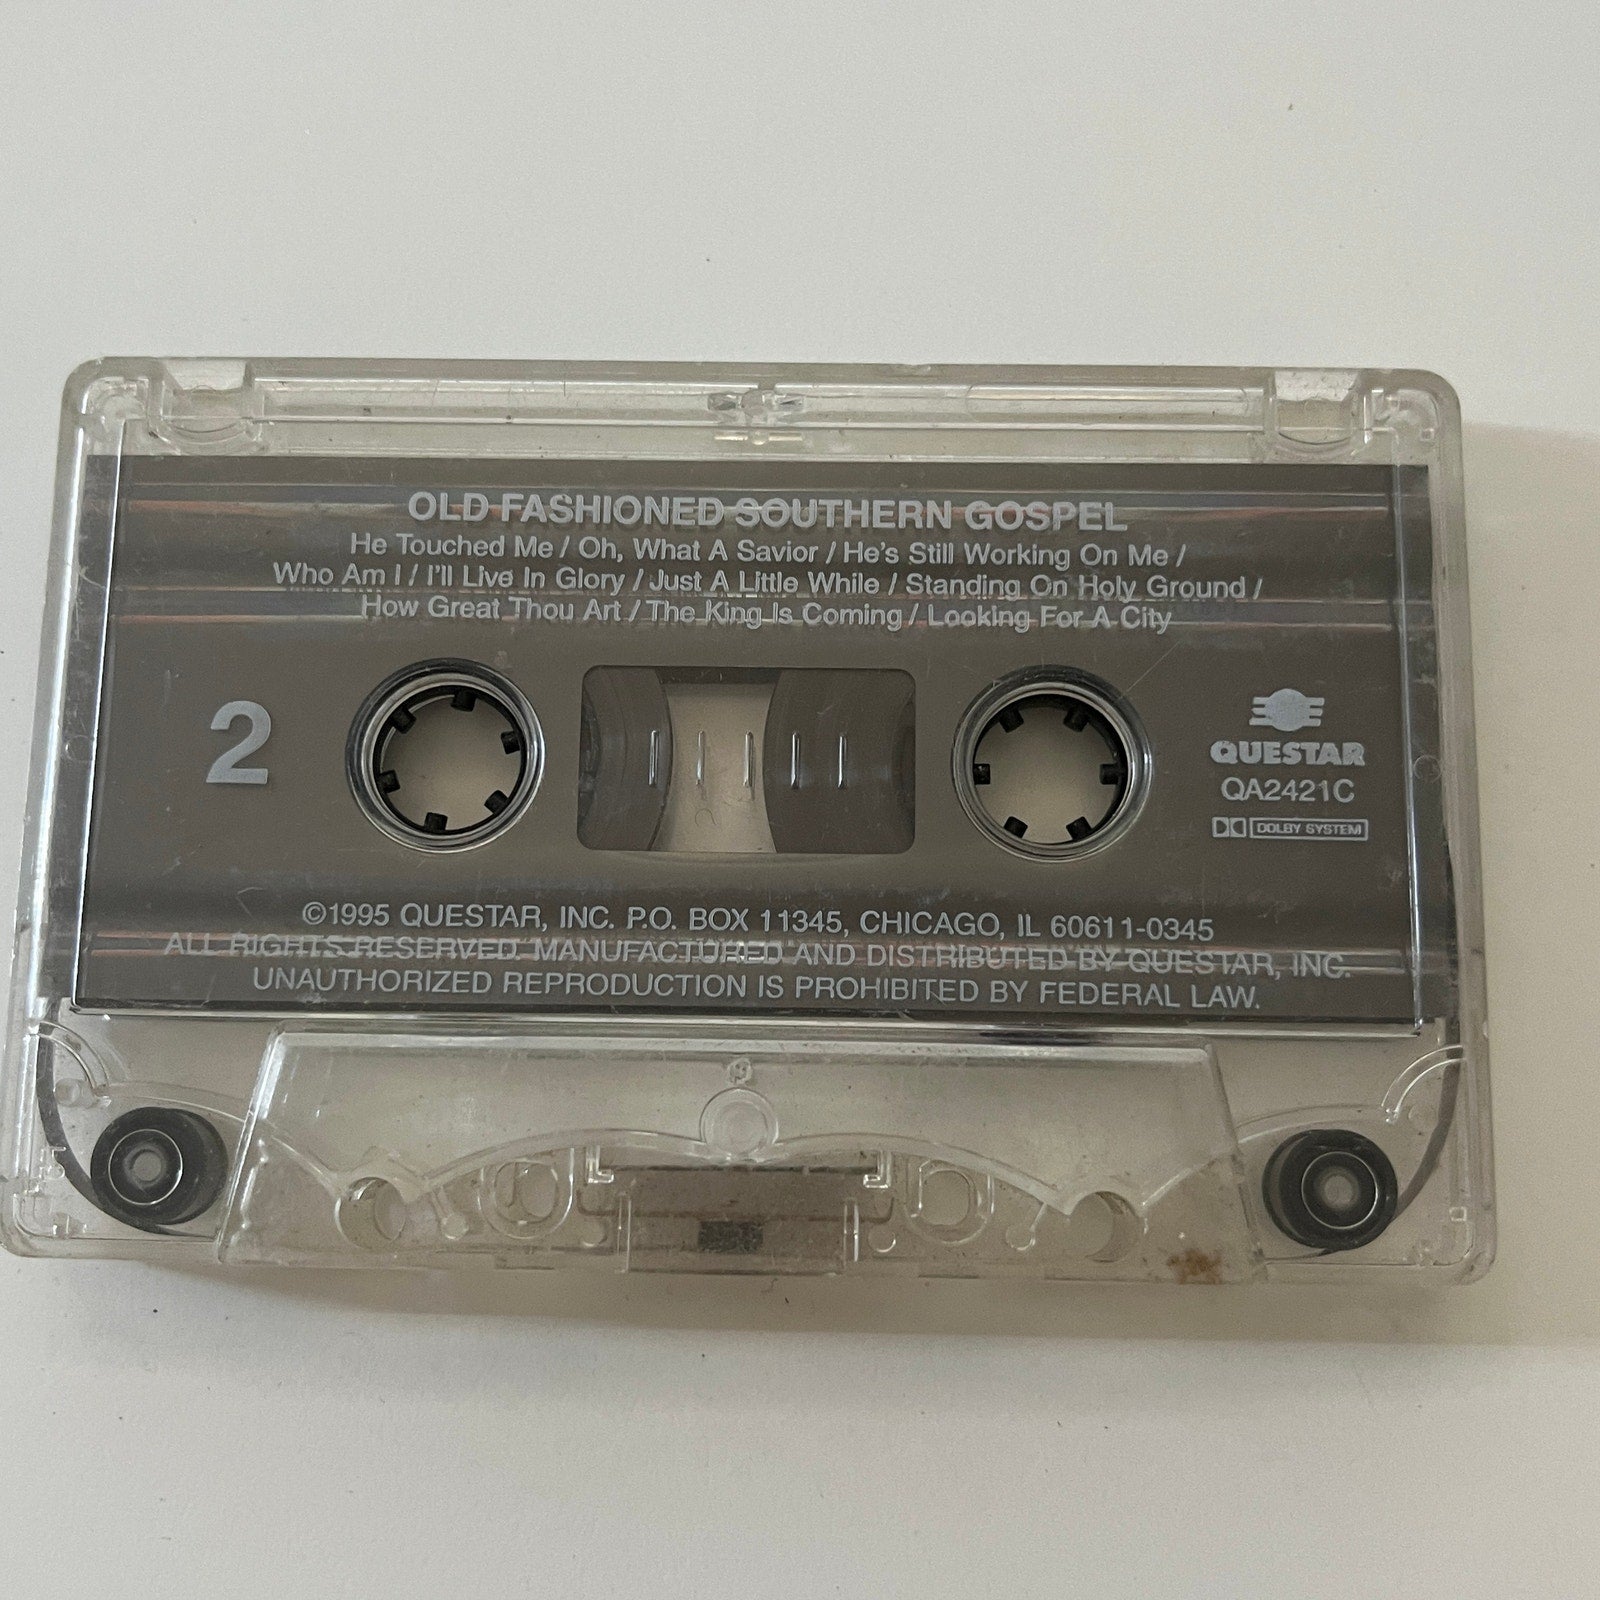 OLD FASHIONED SOUTHERN GOSPEL
He Touched Me / Oh, What A Savior / He's Still Working On Me /
Who Am I / I'll Live In Glory / Just A Little While / Standing On Holy Ground /
How Great Thou Art / The King Is Coming / Looking For A City
2
QUESTAR
QA2421C
DOLBY SYSTEM
©1995 QUESTAR, INC. P.O. BOX 11345, CHICAGO, IL 60611-0345
ALL RIGHTS RESERVED. MANUFACTURED AND DISTRIBUTED BY QUESTAR, INC.
UNAUTHORIZED REPRODUCTION IS PROHIBITED BY FEDERAL LAW.